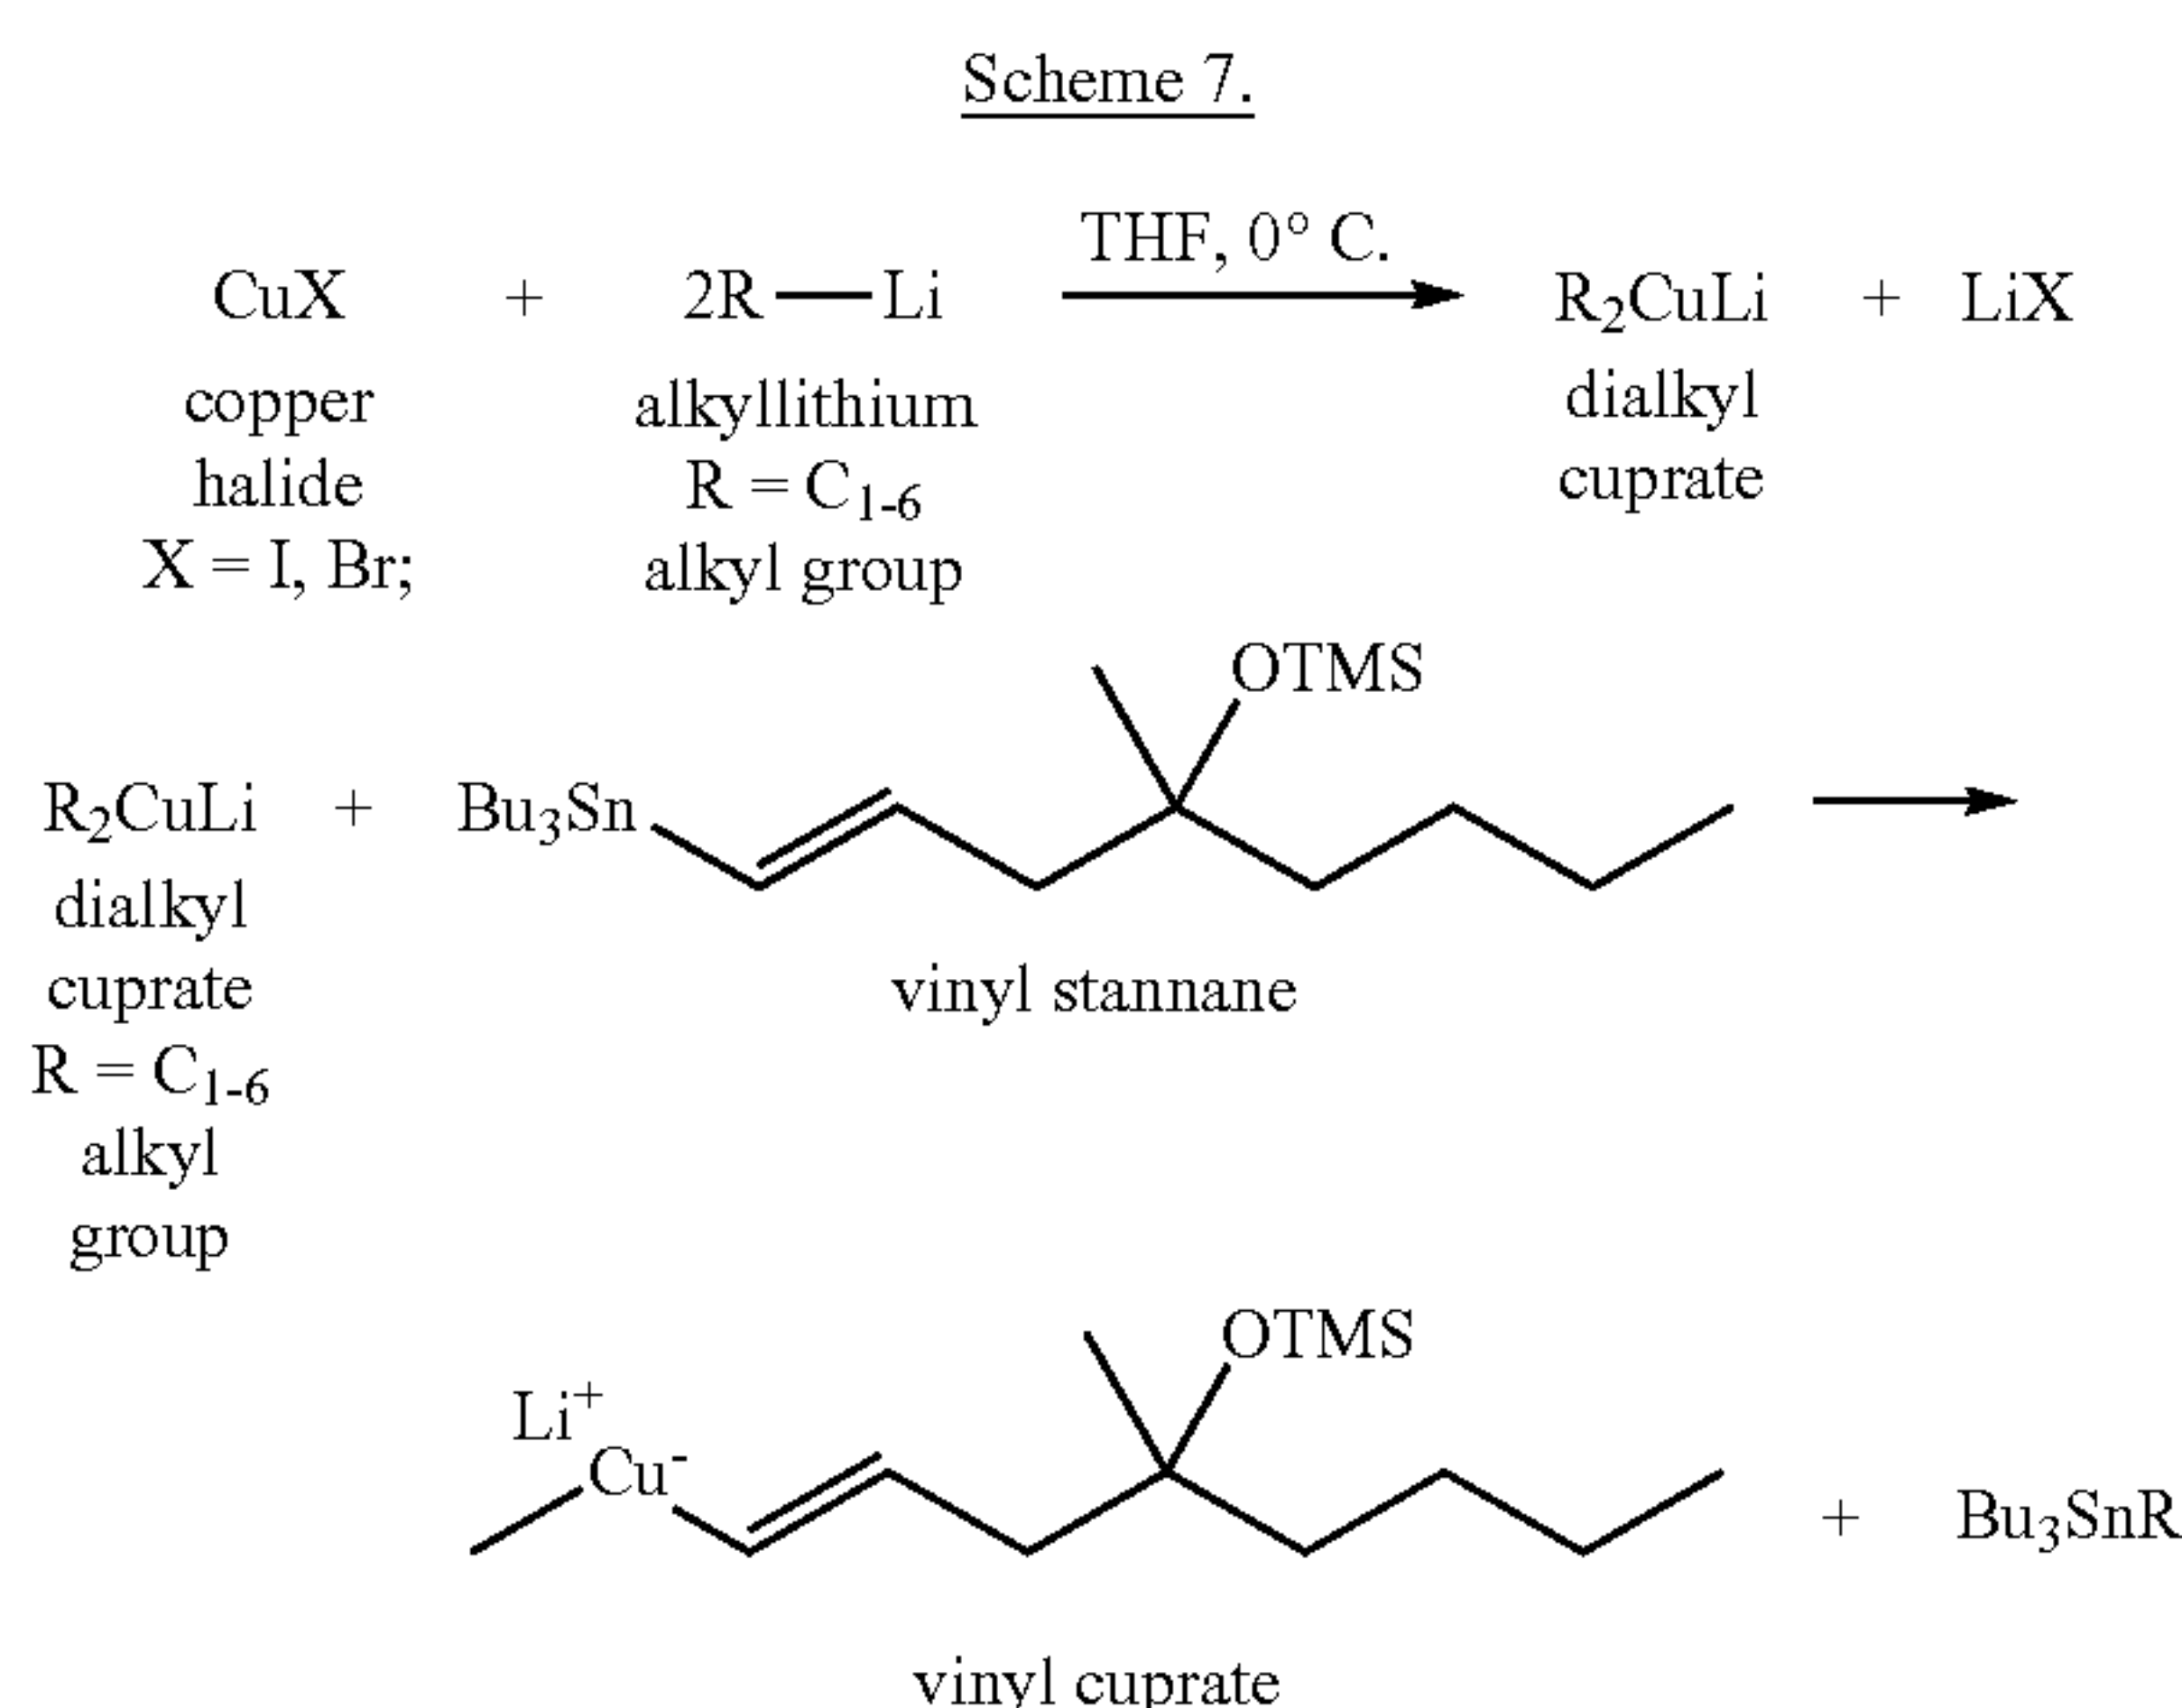 Scheme 7.
THF, 0° C.
CuX + 2R—Li R₂CuLi + LiX
copper halide
X = I, Br;
alkyllithium
R = C₁₋₆
alkyl group
dialkyl
cuprate
OTMS
R₂CuLi + Bu₃Sn
dialkyl
cuprate
R = C₁₋₆
alkyl
group
vinyl stannane
OTMS
Li⁺
Cu⁻
+ Bu₃SnR
vinyl cuprate